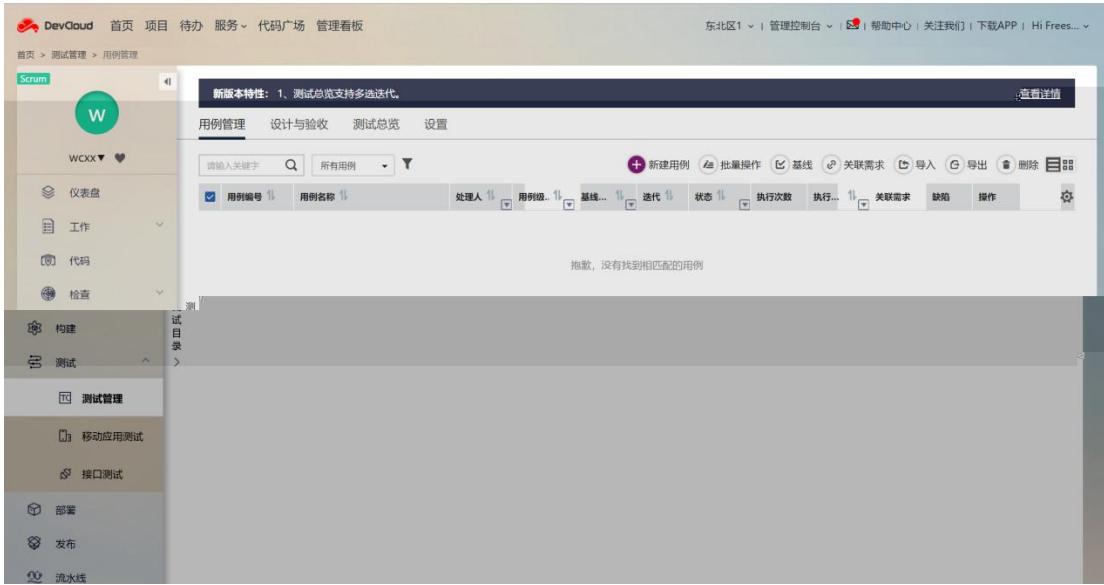 DevCloud 首页 项目 待办 服务 代码广场 管理看板 东北区1 | 管理控制台 | 帮助中心 | 关注我们 | 下载APP | Hi Frees...
首页 > 测试管理 > 用例管理
Scrum
新版本特性：1、测试总览支持多选迭代。 查看详情
W
用例管理 设计与验收 测试总览 设置
wcxx
请输入关键字 所有用例 新建用例 批量操作 基线 关联需求 导入 导出 删除
仪表盘
用例编号 用例名称 处理人 用例级.. 基线... 迭代 状态 执行次数 执行... 关联需求 缺陷 操作
工作
代码
抱歉，没有找到相匹配的用例
检查
测试目录
构建
测试
TC 测试管理
移动应用测试
接口测试
部署
发布
流水线